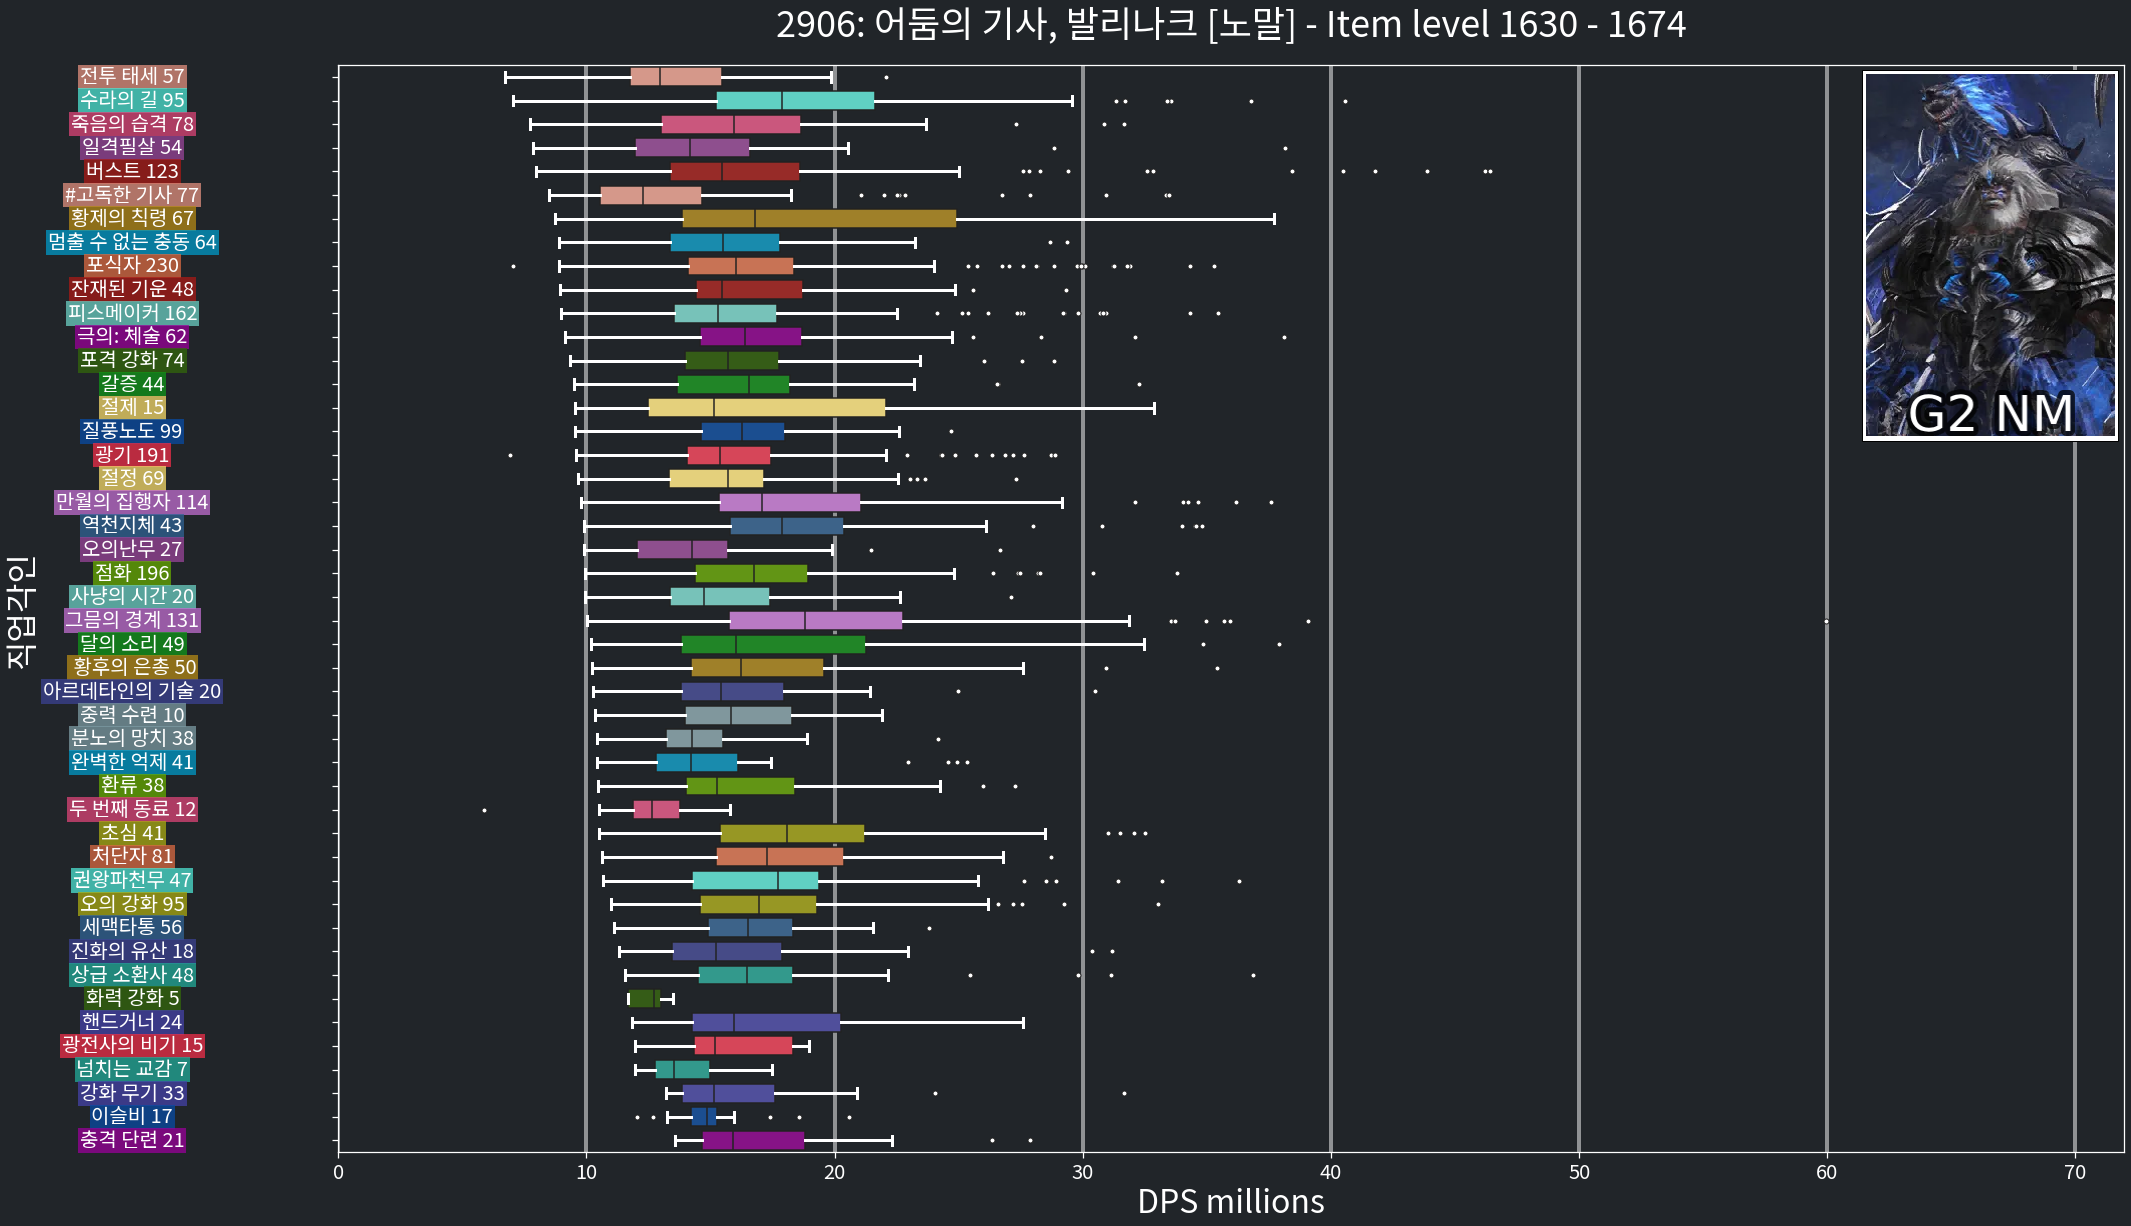 2906: 어둠의 기사, 발리나크 [노말] - Item level 1630 - 1674
전투 태세 57
수라의 길 95
죽음의 습격 78
일격필살 54
버스트 123
#고독한 기사 77
황제의 칙령 67
멈출 수 없는 충동 64
포식자 230
잔재된 기운 48
피스메이커 162
극의: 체술 62
포격 강화 74
갈증 44
절제 15
질풍노도 99
광기 191
절정 69
만월의 집행자 114
역천지체 43
오의난무 27
점화 196
사냥의 시간 20
그믐의 경계 131
달의 소리 49
황후의 은총 50
아르데타인의 기술 20
중력 수련 10
분노의 망치 38
완벽한 억제 41
환류 38
두 번째 동료 12
초심 41
처단자 81
권왕파천무 47
오의 강화 95
세맥타통 56
진화의 유산 18
상급 소환사 48
화력 강화 5
핸드거너 24
광전사의 비기 15
넘치는 교감 7
강화 무기 33
이슬비 17
충격 단련 21
직업각인
G2 NM
0 10 20 30 40 50 60 70
DPS millions